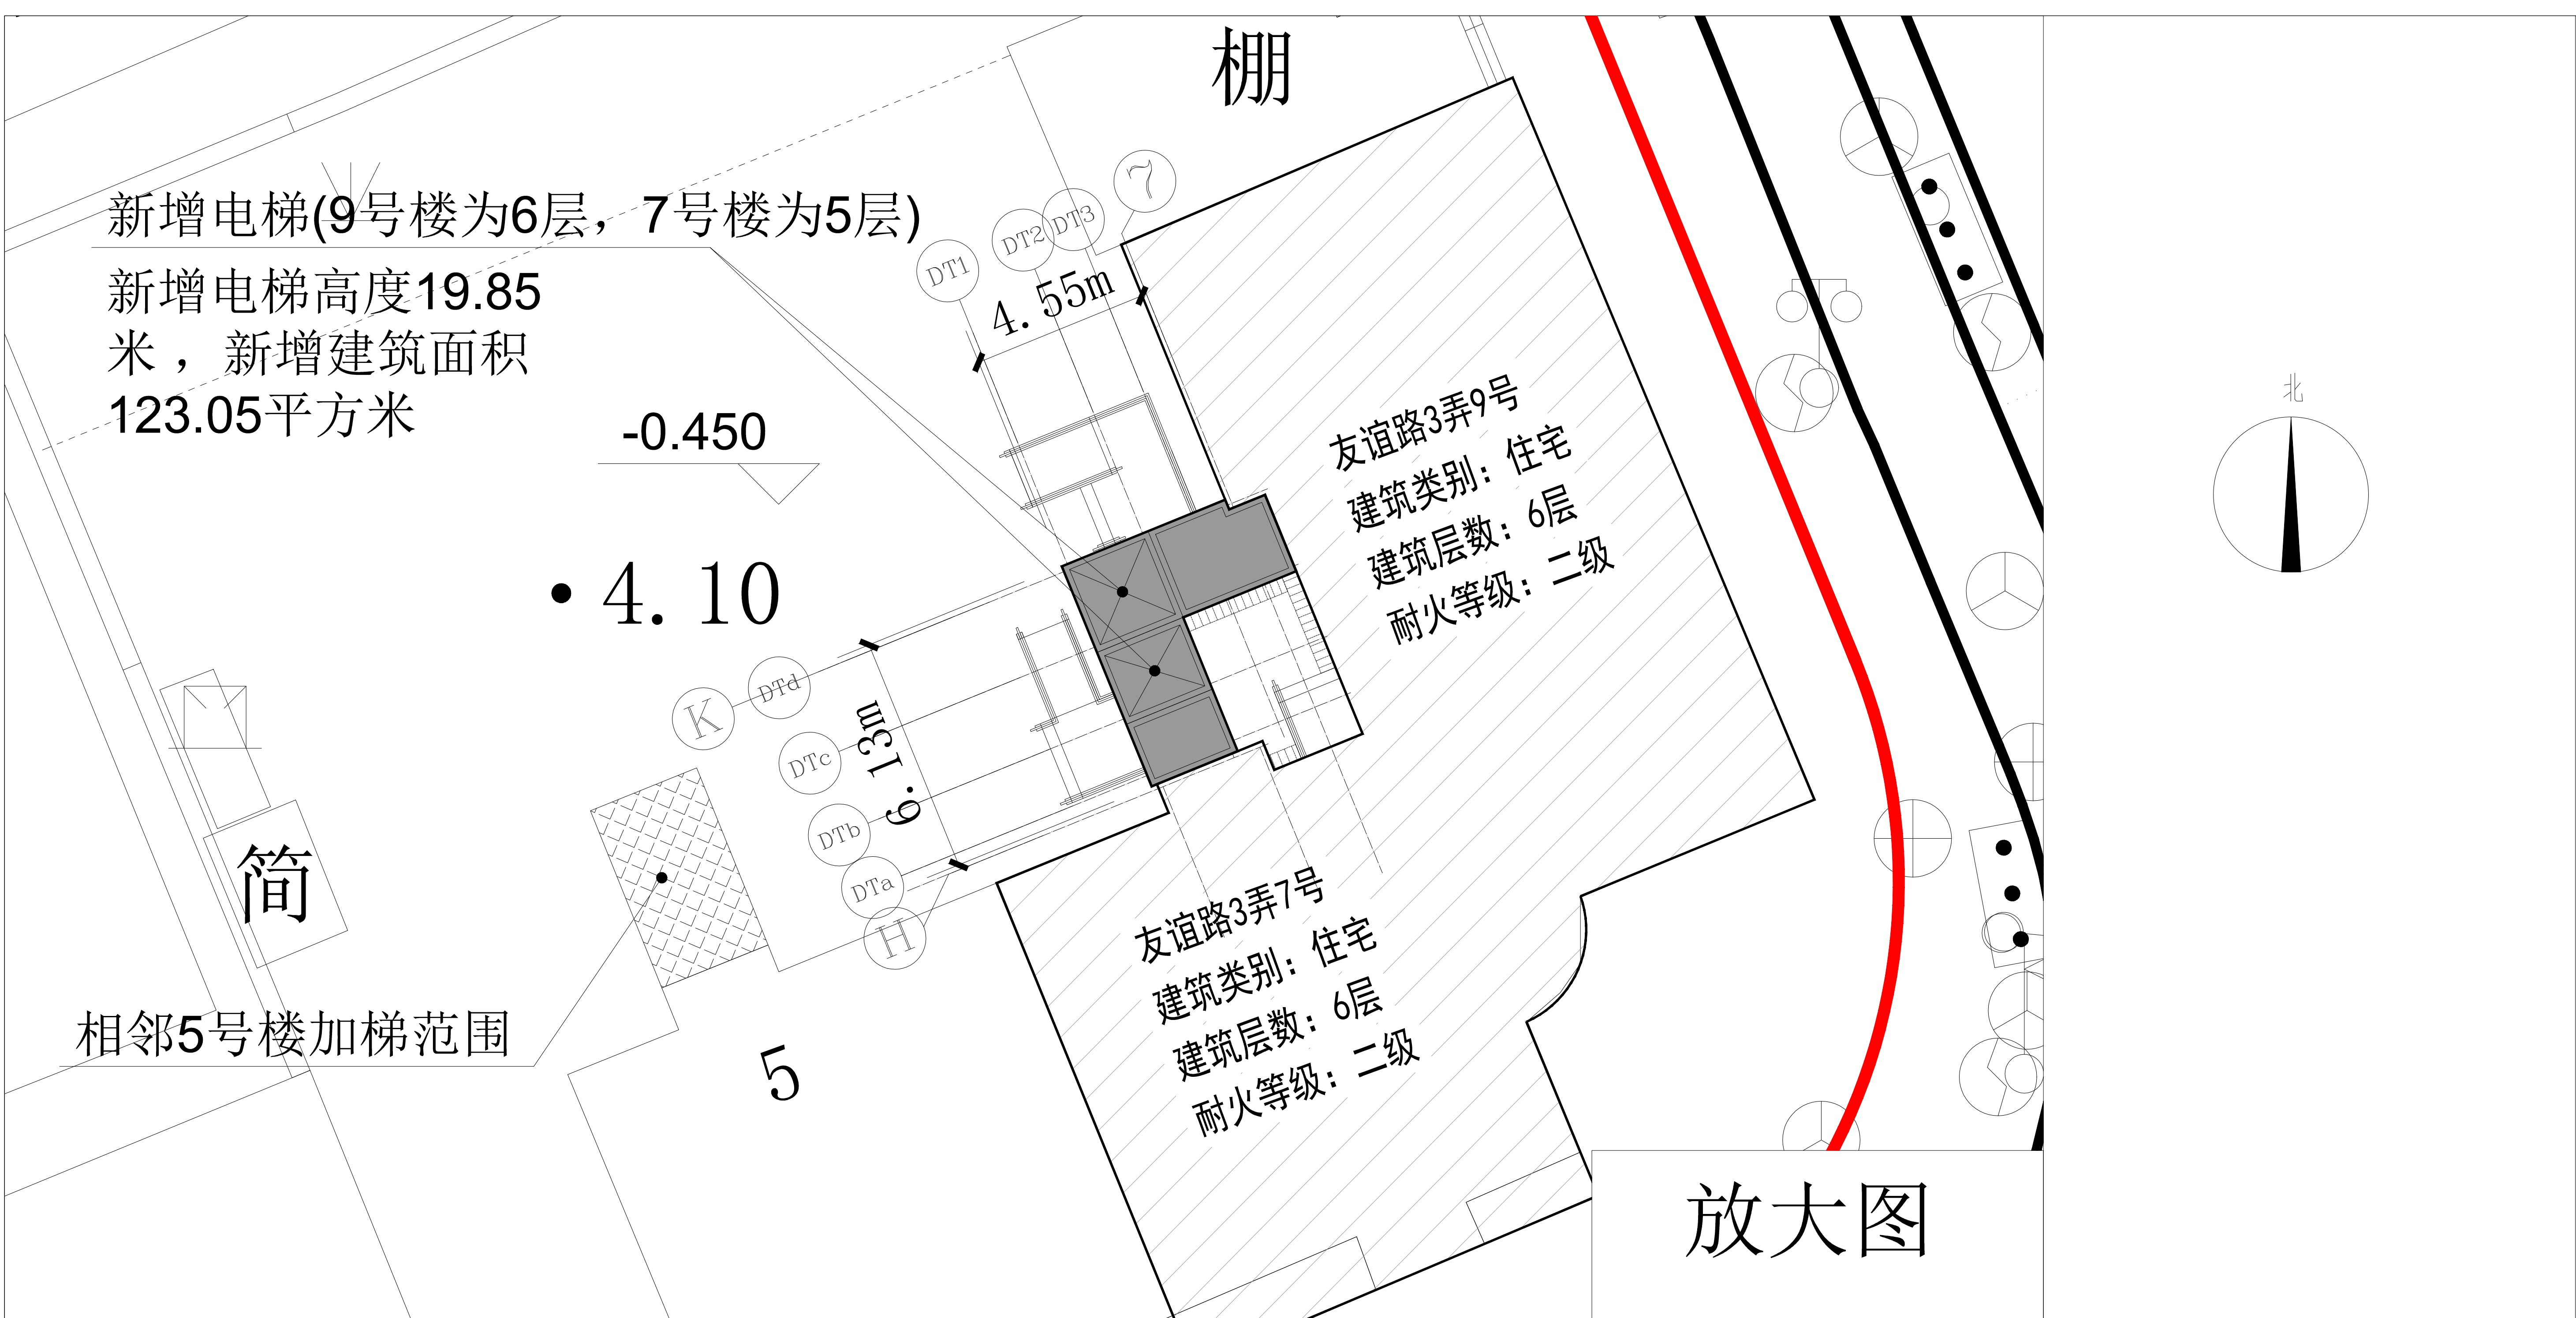 棚
新增电梯(9号楼为6层，7号楼为5层)
新增电梯高度19.85
米，新增建筑面积
123.05平方米
-0.450
4.10
DT1
DT2
DT3
7
4.55m
北
友谊路3弄9号
建筑类别：住宅
建筑层数：6层
耐火等级：二级
K
DTd
DTc
DTb
DTa
H
6.13m
简
相邻5号楼加梯范围
5
友谊路3弄7号
建筑类别：住宅
建筑层数：6层
耐火等级：二级
放大图